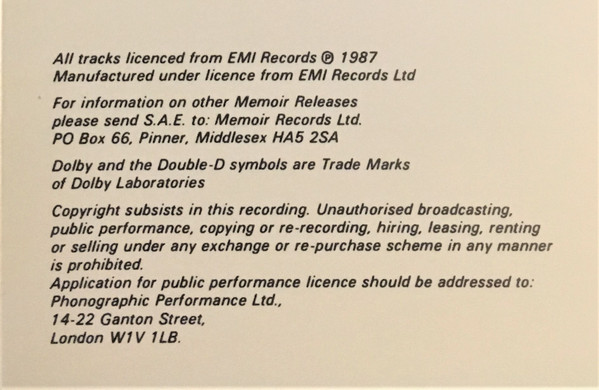 All tracks licenced from EMI Records ℗ 1987
Manufactured under licence from EMI Records Ltd
For information on other Memoir Releases
please send S.A.E. to: Memoir Records Ltd.
PO Box 66, Pinner, Middlesex HA5 2SA
Dolby and the Double-D symbols are Trade Marks
of Dolby Laboratories
Copyright subsists in this recording. Unauthorised broadcasting,
public performance, copying or re-recording, hiring, leasing, renting
or selling under any exchange or re-purchase scheme in any manner
is prohibited.
Application for public performance licence should be addressed to:
Phonographic Performance Ltd.,
14-22 Ganton Street,
London W1V 1LB.